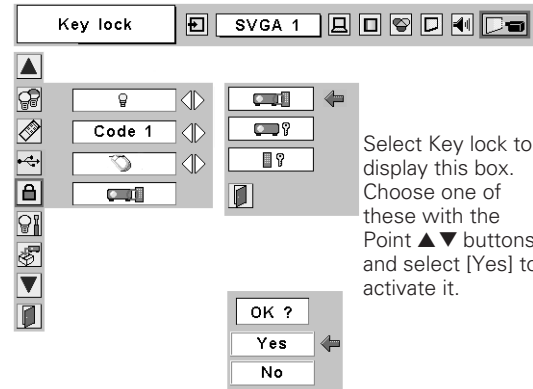 Key lock
SVGA 1
Code 1
Select Key lock to
display this box.
Choose one of
these with the
Point ▲▼ buttons
and select [Yes] to
activate it.
OK ?
Yes
No